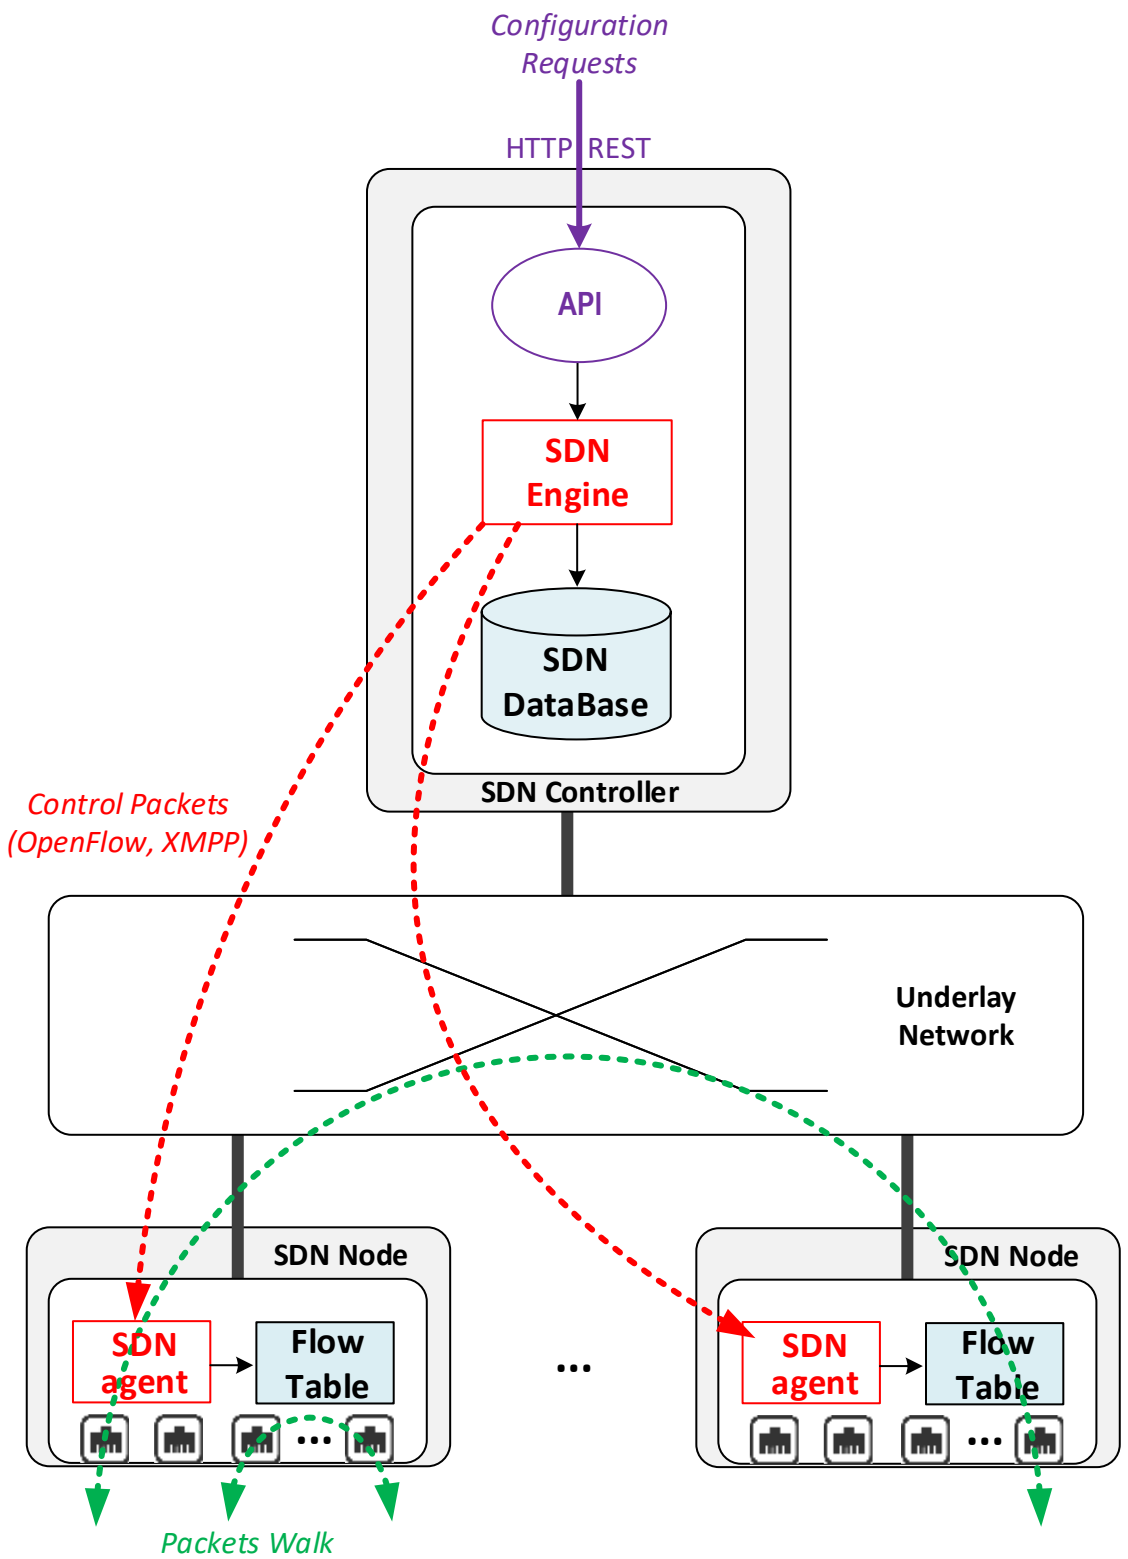 Configuration
Requests
HTTP REST
API
SDN
Engine
SDN
DataBase
SDN Controller
Control Packets
(OpenFlow, XMPP)
Underlay
Network
SDN Node
SDN
agent
Flow
Table
...
...
SDN Node
SDN
agent
Flow
Table
...
Packets Walk